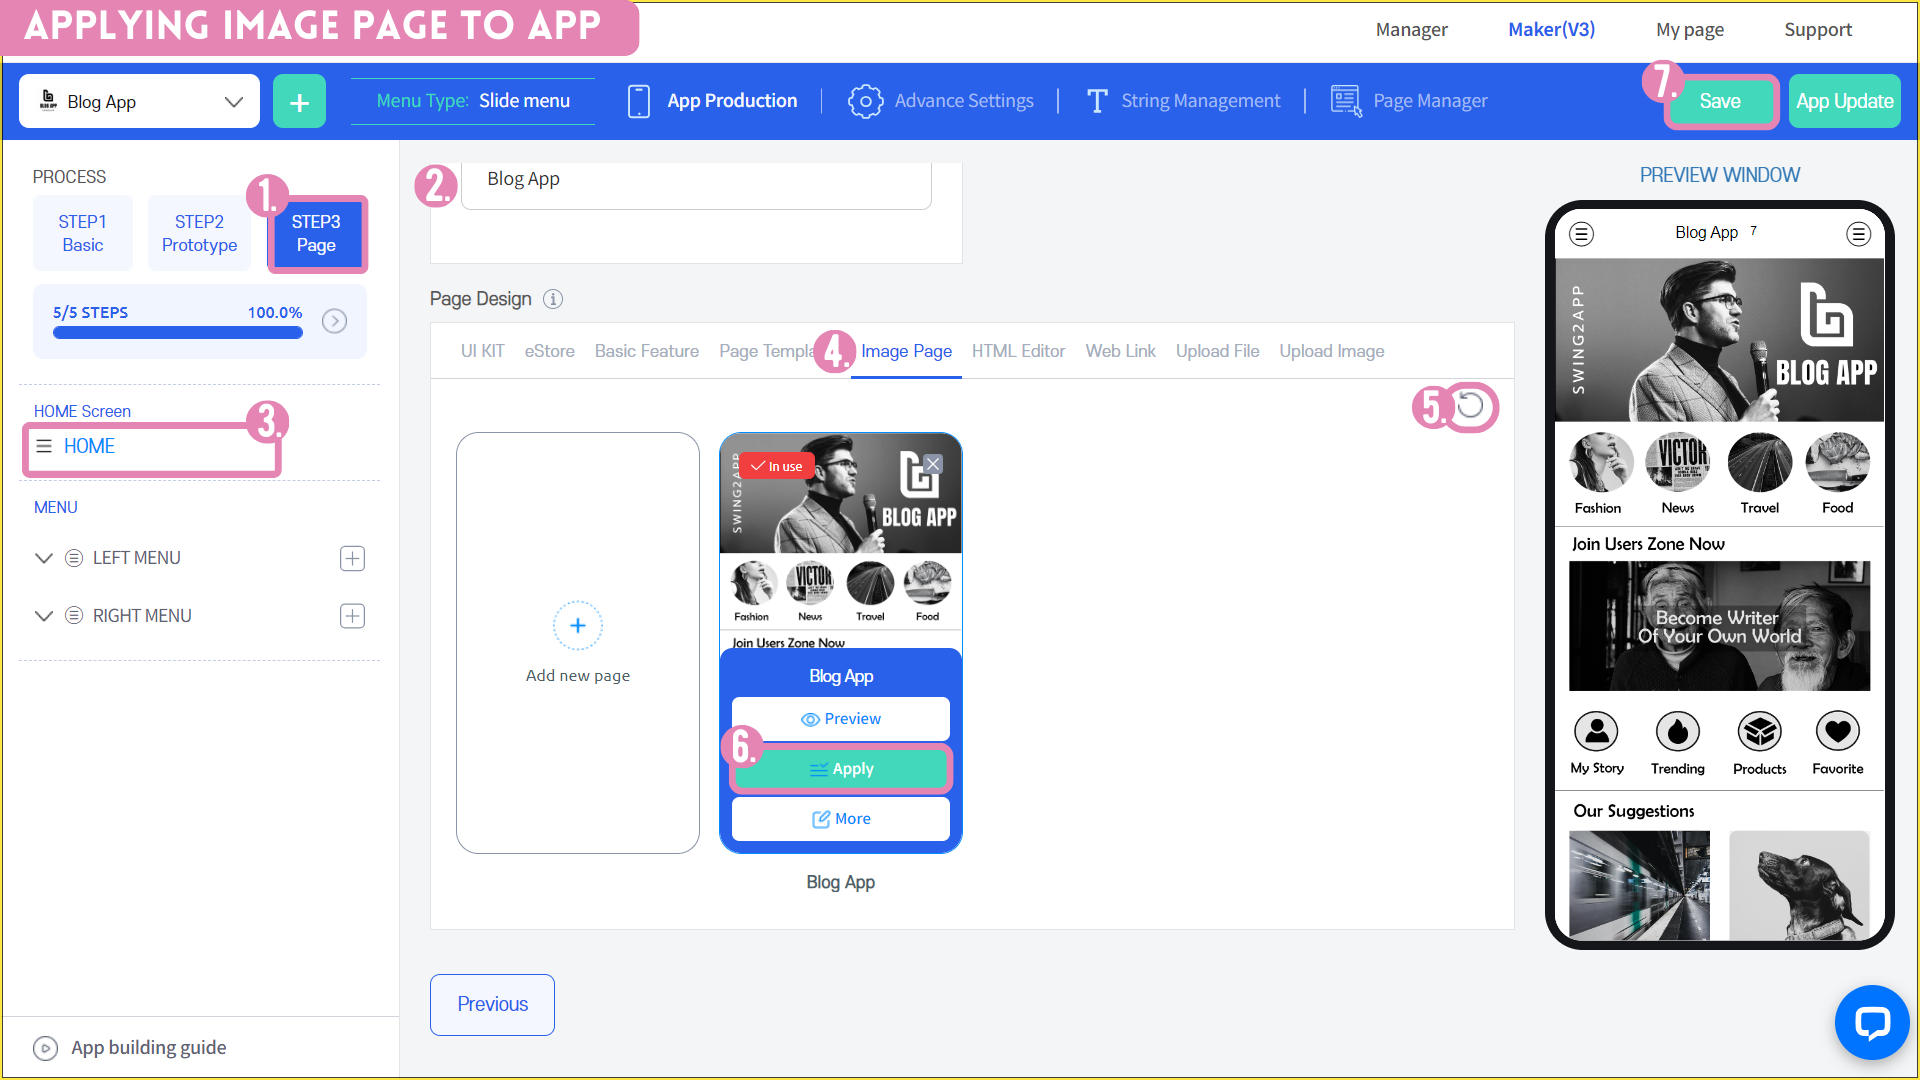 APPLYING IMAGE PAGE TO APP
Manager
Maker(V3)
My page
Support
Blog App
+
Menu Type: Slide menu
App Production
Advance Settings
String Management
Page Manager
7.
Save
App Update
PROCESS
1.
STEP1
Basic
STEP2
Prototype
STEP3
Page
5/5 STEPS
100.0%
HOME Screen
3.
HOME
MENU
LEFT MENU
RIGHT MENU
App building guide
2.
Blog App
Page Design
UI KIT
eStore
Basic Feature
Page Templa
4.
Image Page
HTML Editor
Web Link
Upload File
Upload Image
5.
Add new page
In use
SWING2APP
BLOG APP
VICTOR
Fashion
News
Travel
Food
Join Users Zone Now
Blog App
Preview
6.
Apply
More
Blog App
Previous
PREVIEW WINDOW
Blog App 7
SWING2APP
BLOG APP
VICTOR
Fashion
News
Travel
Food
Join Users Zone Now
Become Writer
Of Your Own World
My Story
Trending
Products
Favorite
Our Suggestions